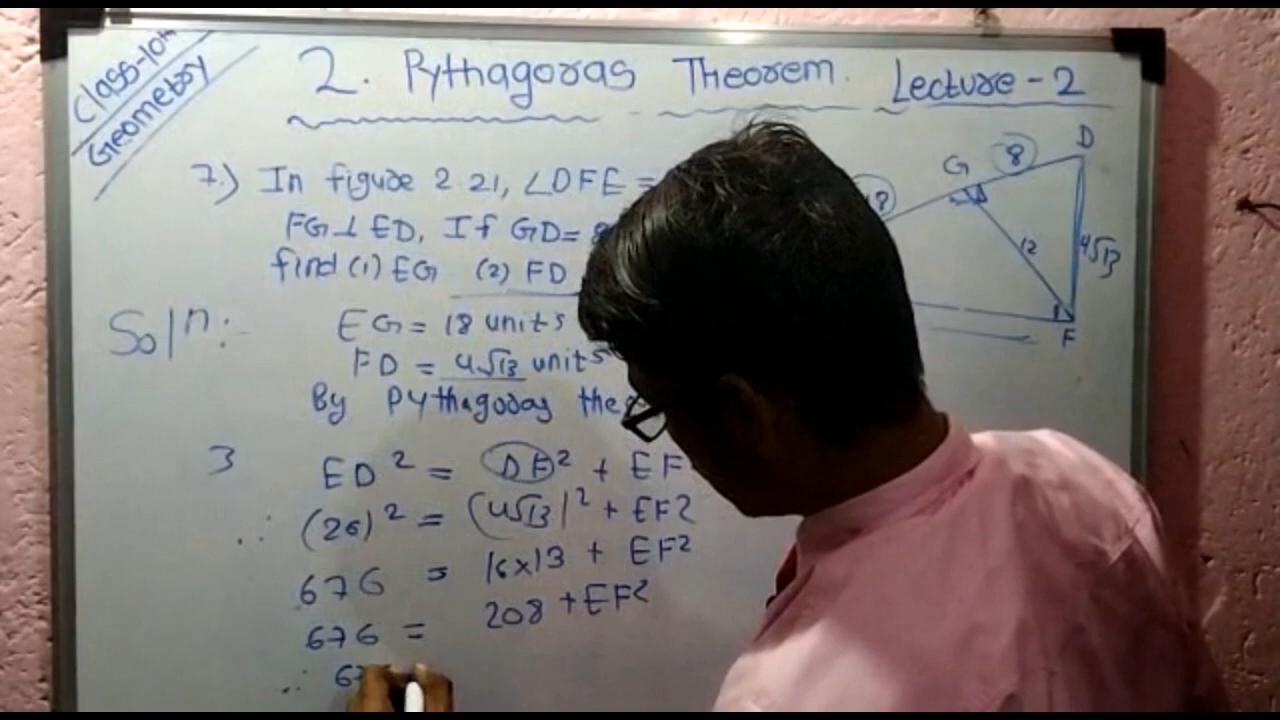 Class-10th
Geometry
2. Pythagoras Theorem. Lecture-2
7.) In figure 2 21, ∠DFE =
FG⊥ED, If GD= 8
find (1) EG (2) FD
Soln:-
EG = 18 units
FD = 4√13 units
By Pythagoras
3
ED² = DF² + EF
∴ (26)² = (4√13)² + EF2
676 = 16×13 + EF²
676 = 208 + EF²
∴
D
8
G
12
4√13
F